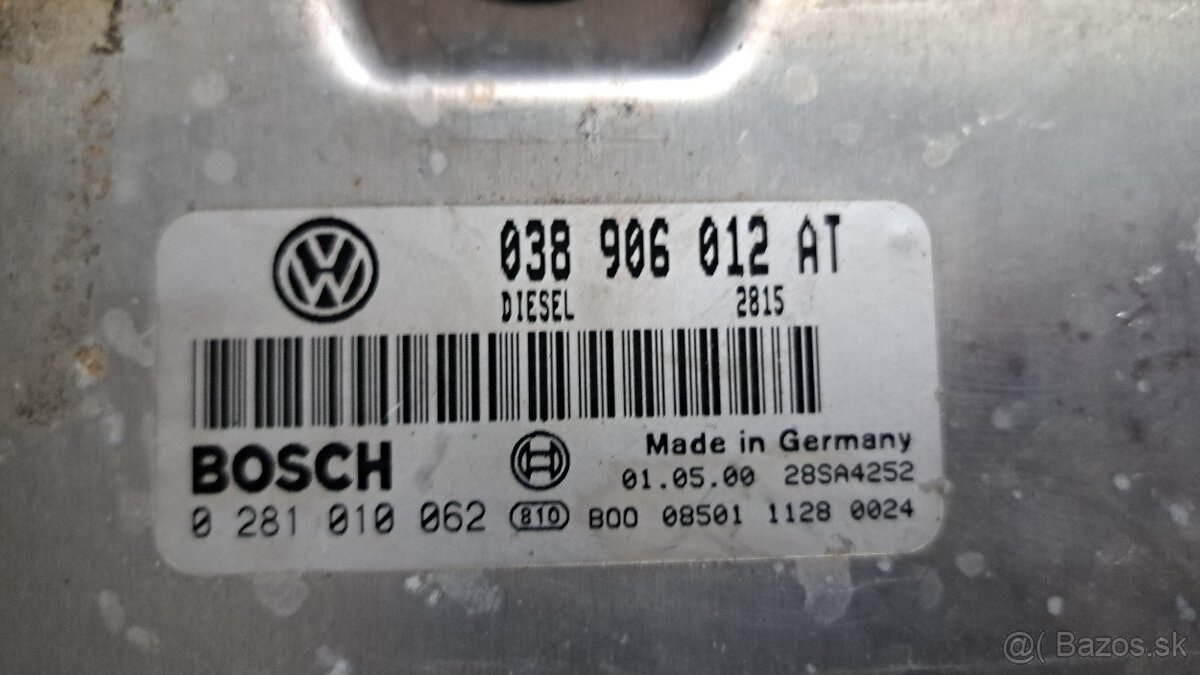 038 906 012 AT
DIESEL 2815
BOSCH
Made in Germany
01.05.00 28SA4252
0 281 010 062 810 B00 08501 1128 0024
@( Bazos.sk